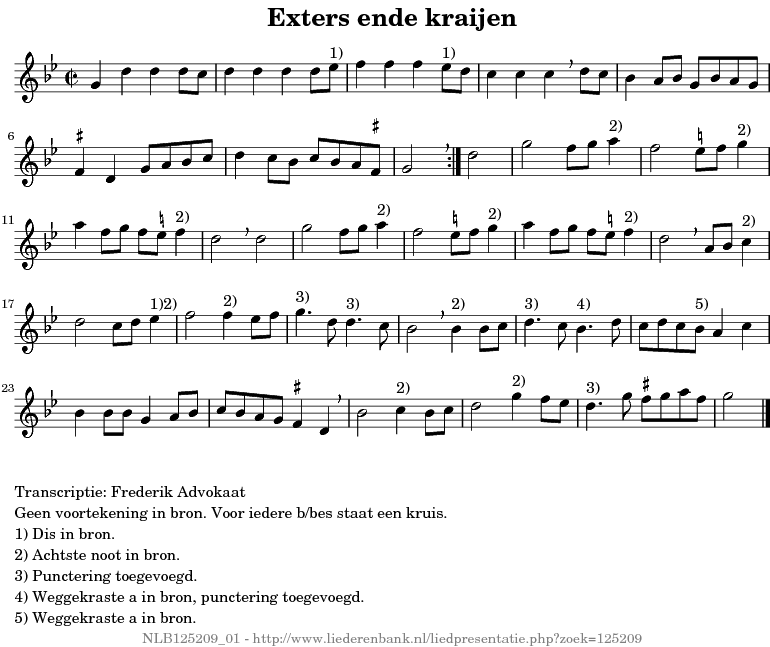 Exters ende kraijen
1) 1)
6
2) 2)
11
2) 2) 2) 2) 2)
17
1)2) 2) 3) 3) 2) 3) 4) 5)
23
2) 2) 3)
Transcriptie: Frederik Advokaat
Geen voortekening in bron. Voor iedere b/bes staat een kruis.
1) Dis in bron.
2) Achtste noot in bron.
3) Punctering toegevoegd.
4) Weggekraste a in bron, punctering toegevoegd.
5) Weggekraste a in bron.
NLB125209_01 - http://www.liederenbank.nl/liedpresentatie.php?zoek=125209